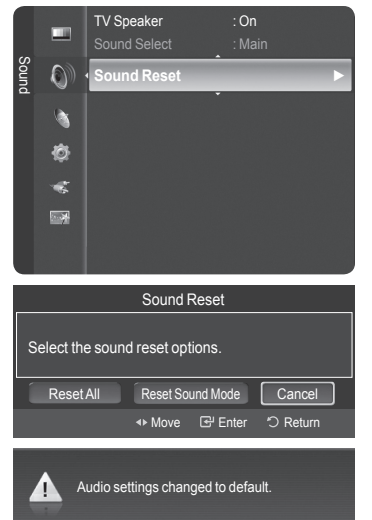 Sound
TV Speaker : On
Sound Select : Main
Sound Reset
Sound Reset
Select the sound reset options.
Reset All Reset Sound Mode Cancel
Move Enter Return
Audio settings changed to default.